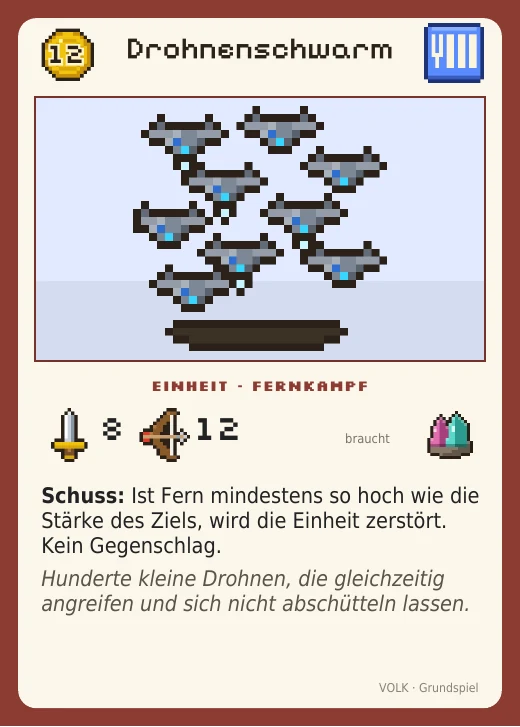 12 Drohnenschwarm VIII
EINHEIT · FERNKAMPF
8 12 braucht
Schuss: Ist Fern mindestens so hoch wie die
Stärke des Ziels, wird die Einheit zerstört.
Kein Gegenschlag.
Hunderte kleine Drohnen, die gleichzeitig
angreifen und sich nicht abschütteln lassen.
VOLK · Grundspiel